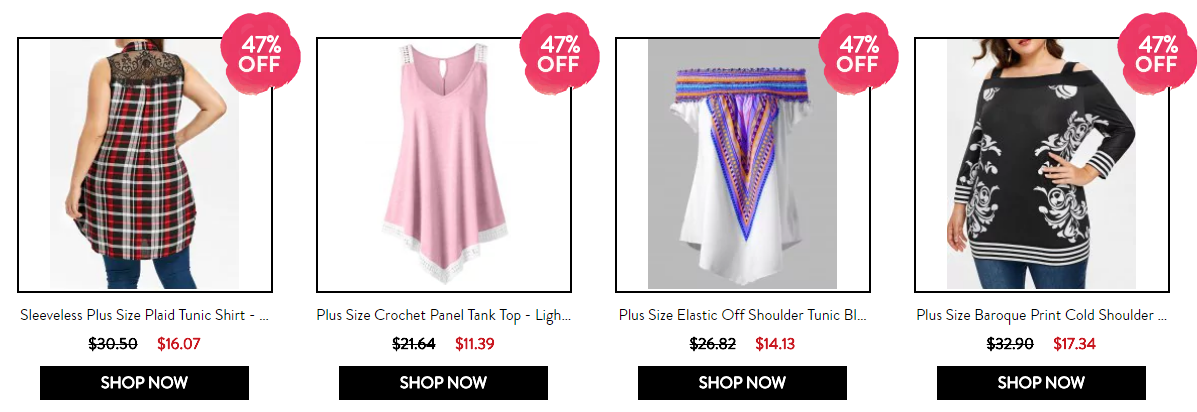 47%
OFF
47%
OFF
47%
OFF
47%
OFF
Sleeveless Plus Size Plaid Tunic Shirt - ...
Plus Size Crochet Panel Tank Top - Ligh...
Plus Size Elastic Off Shoulder Tunic Bl...
Plus Size Baroque Print Cold Shoulder ...
$30.50 $16.07
$21.64 $11.39
$26.82 $14.13
$32.90 $17.34
SHOP NOW
SHOP NOW
SHOP NOW
SHOP NOW